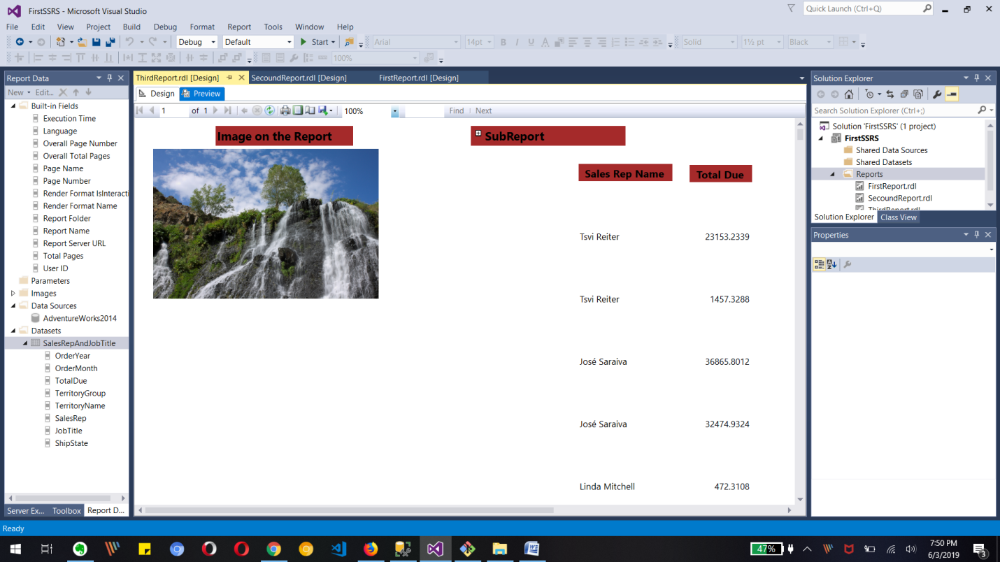 FirstSSRS - Microsoft Visual Studio
Quick Launch (Ctrl+Q)
File Edit View Project Build Debug Format Report Tools Window Help
Debug Default Start Arial 14pt Solid 1½ pt Black
100%
Report Data
New Edit...
Built-in Fields
Execution Time
Language
Overall Page Number
Overall Total Pages
Page Name
Page Number
Render Format IsInteracti
Render Format Name
Report Folder
Report Name
Report Server URL
Total Pages
User ID
Parameters
Images
Data Sources
AdventureWorks2014
Datasets
SalesRepAndJobTitle
OrderYear
OrderMonth
TotalDue
TerritoryGroup
TerritoryName
SalesRep
JobTitle
ShipState
Server Ex... Toolbox Report D...
ThirdReport.rdl [Design] SecoundReport.rdl [Design] FirstReport.rdl [Design]
Design Preview
1 of 1 100% Find | Next
Image on the Report
SubReport
Sales Rep Name Total Due
Tsvi Reiter 23153.2339
Tsvi Reiter 1457.3288
José Saraiva 36865.8012
José Saraiva 32474.9324
Linda Mitchell 472.3108
Solution Explorer
Search Solution Explorer (Ctrl+;)
Solution 'FirstSSRS' (1 project)
FirstSSRS
Shared Data Sources
Shared Datasets
Reports
FirstReport.rdl
SecoundReport.rdl
ThirdReport.rdl
Solution Explorer Class View
Properties
Ready
47%
7:50 PM
6/3/2019
3